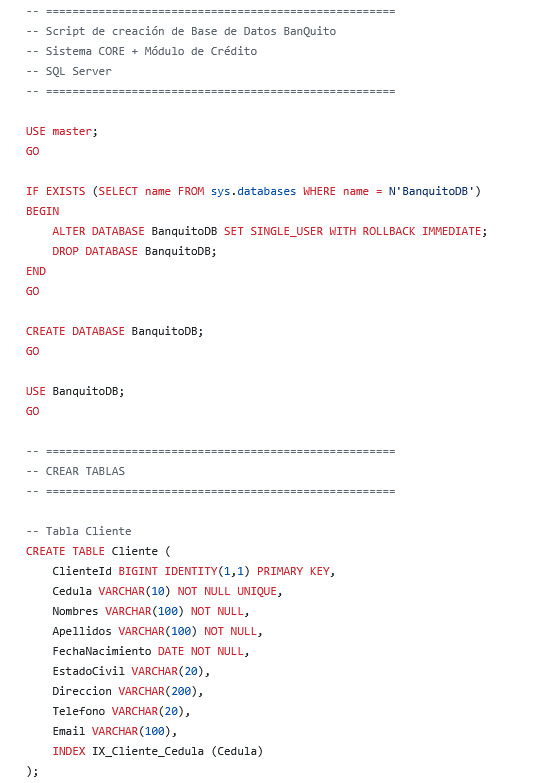 -- =====================================================
-- Script de creación de Base de Datos BanQuito
-- Sistema CORE + Módulo de Crédito
-- SQL Server
-- =====================================================
USE master;
GO
IF EXISTS (SELECT name FROM sys.databases WHERE name = N'BanquitoDB')
BEGIN
    ALTER DATABASE BanquitoDB SET SINGLE_USER WITH ROLLBACK IMMEDIATE;
    DROP DATABASE BanquitoDB;
END
GO
CREATE DATABASE BanquitoDB;
GO
USE BanquitoDB;
GO
-- =====================================================
-- CREAR TABLAS
-- =====================================================
-- Tabla Cliente
CREATE TABLE Cliente (
    ClienteId BIGINT IDENTITY(1,1) PRIMARY KEY,
    Cedula VARCHAR(10) NOT NULL UNIQUE,
    Nombres VARCHAR(100) NOT NULL,
    Apellidos VARCHAR(100) NOT NULL,
    FechaNacimiento DATE NOT NULL,
    EstadoCivil VARCHAR(20),
    Direccion VARCHAR(200),
    Telefono VARCHAR(20),
    Email VARCHAR(100),
    INDEX IX_Cliente_Cedula (Cedula)
);